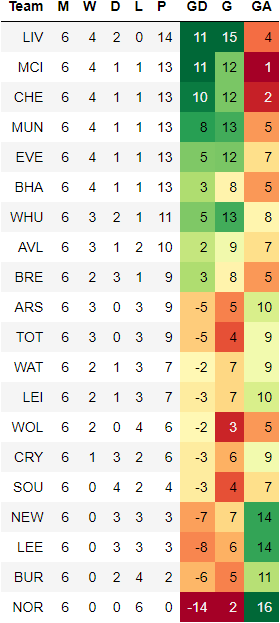 Team M W D L P GD G GA
LIV 6 4 2 0 14 11 15 4
MCI 6 4 1 1 13 11 12 1
CHE 6 4 1 1 13 10 12 2
MUN 6 4 1 1 13 8 13 5
EVE 6 4 1 1 13 5 12 7
BHA 6 4 1 1 13 3 8 5
WHU 6 3 2 1 11 5 13 8
AVL 6 3 1 2 10 2 9 7
BRE 6 2 3 1 9 3 8 5
ARS 6 3 0 3 9 -5 5 10
TOT 6 3 0 3 9 -5 4 9
WAT 6 2 1 3 7 -2 7 9
LEI 6 2 1 3 7 -3 7 10
WOL 6 2 0 4 6 -2 3 5
CRY 6 1 3 2 6 -3 6 9
SOU 6 0 4 2 4 -3 4 7
NEW 6 0 3 3 3 -7 7 14
LEE 6 0 3 3 3 -8 6 14
BUR 6 0 2 4 2 -6 5 11
NOR 6 0 0 6 0 -14 2 16